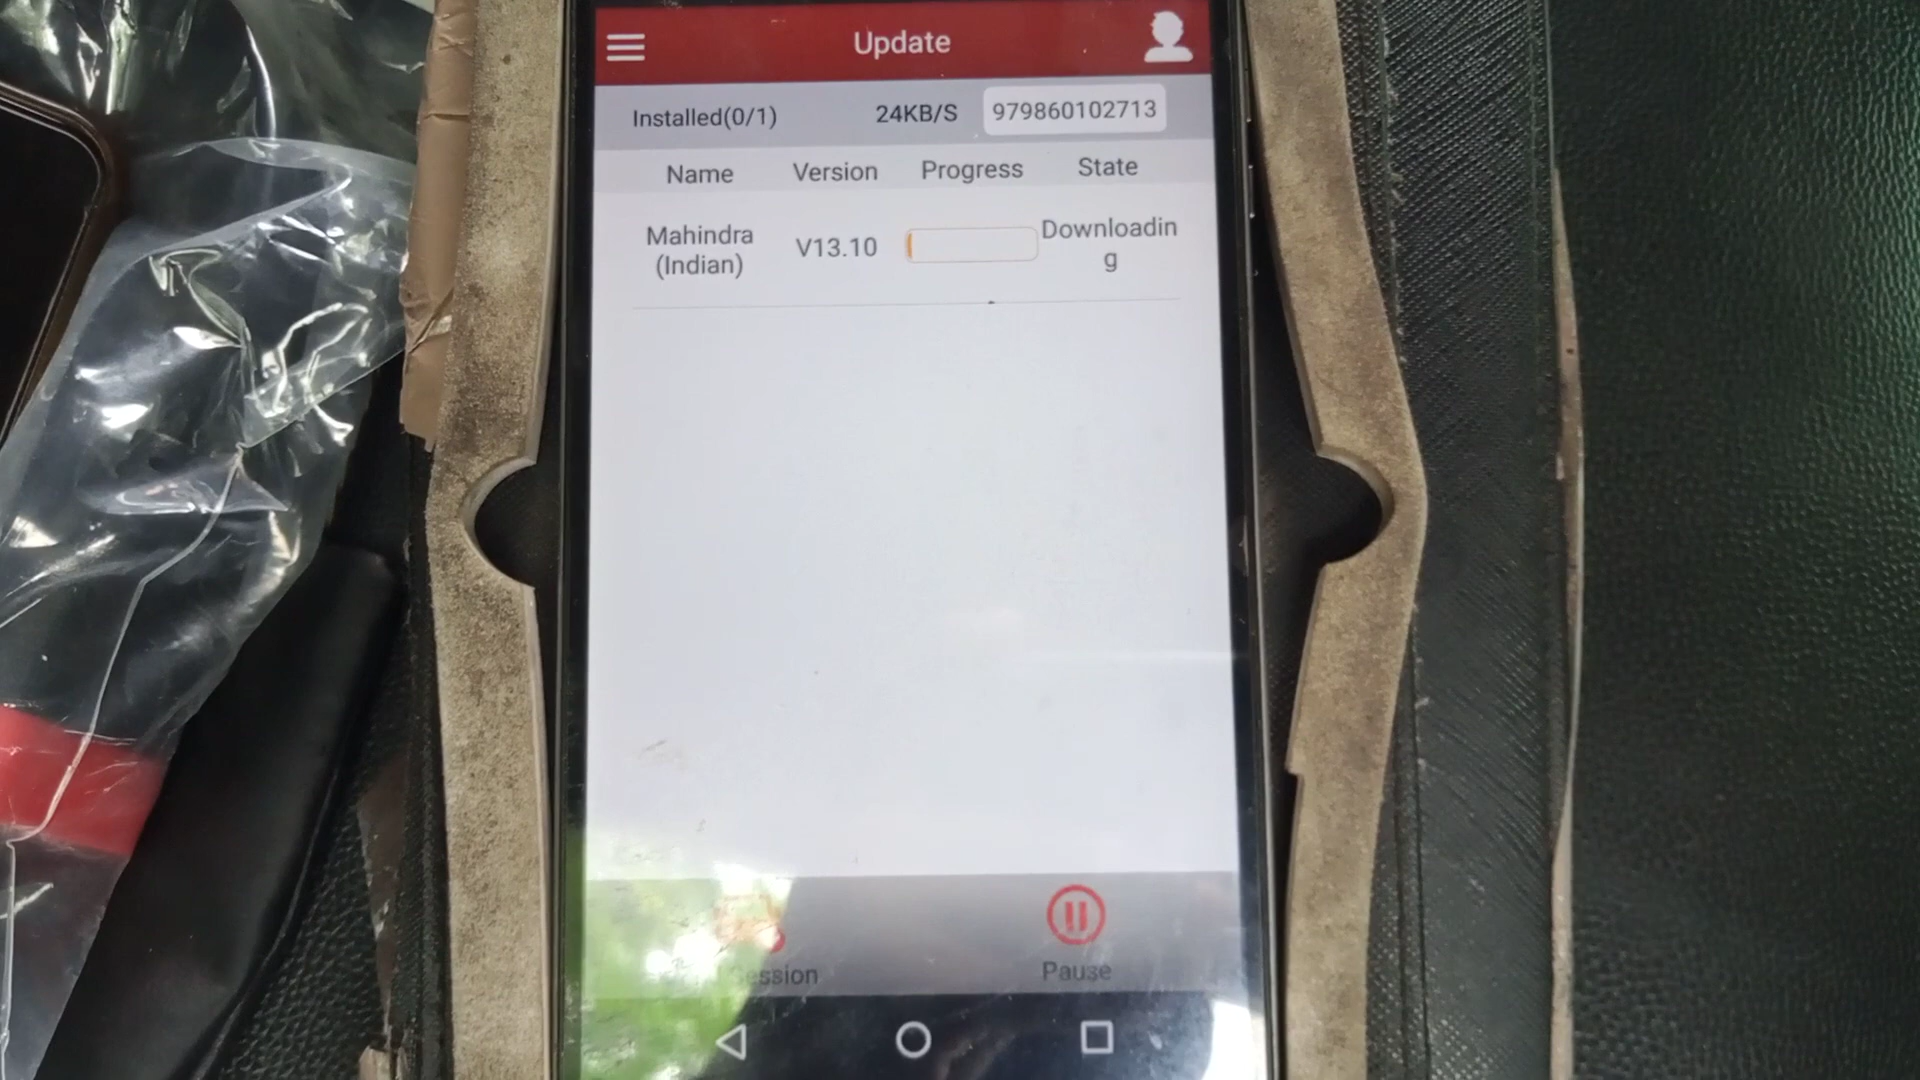 Update
Installed(0/1) 24KB/S 979860102713
Name Version Progress State
Mahindra
(Indian) V13.10 Downloadin
g
Pause